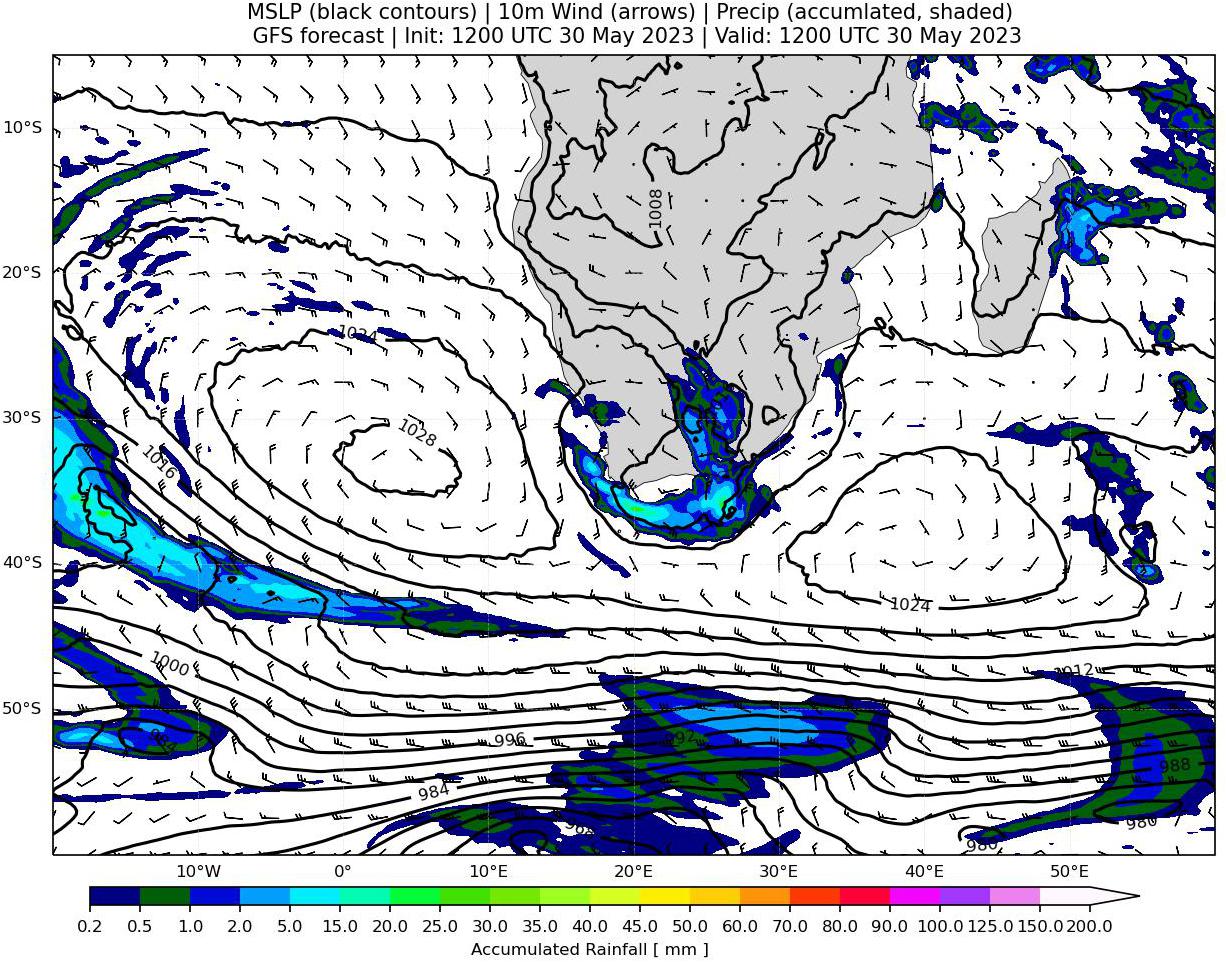 MSLP (black contours) | 10m Wind (arrows) | Precip (accumlated, shaded)
GFS forecast | Init: 1200 UTC 30 May 2023 | Valid: 1200 UTC 30 May 2023
10°S
1008
20°S
1024
30°S
1028
1016
40°S
1024
1000
1012
50°S
984
996
992
988
984
980
964
980
10°W 0° 10°E 20°E 30°E 40°E 50°E
0.2 0.5 1.0 2.0 5.0 10.0 15.0 20.0 25.0 30.0 35.0 40.0 45.0 50.0 60.0 70.0 80.0 90.0 100.0 125.0 150.0 200.0
Accumulated Rainfall [ mm ]